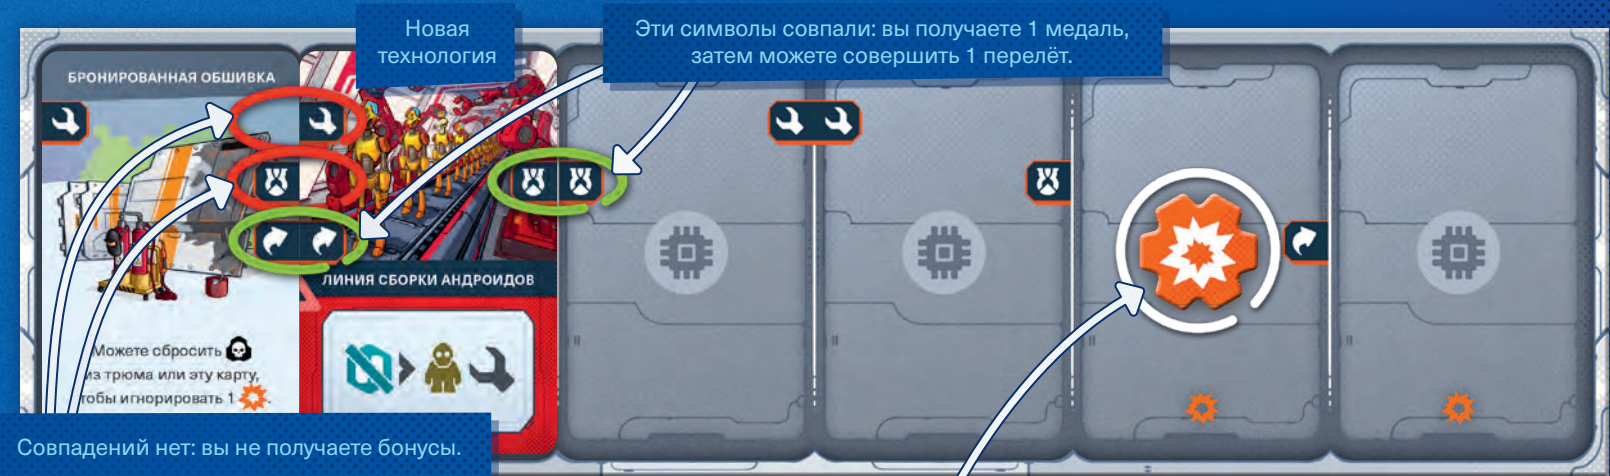 Новая
технология
Эти символы совпали: вы получаете 1 медаль,
затем можете совершить 1 перелёт.
БРОНИРОВАННАЯ ОБШИВКА
ЛИНИЯ СБОРКИ АНДРОИДОВ
Можете сбросить
из трюма или эту карту,
чтобы игнорировать 1
Совпадений нет: вы не получаете бонусы.